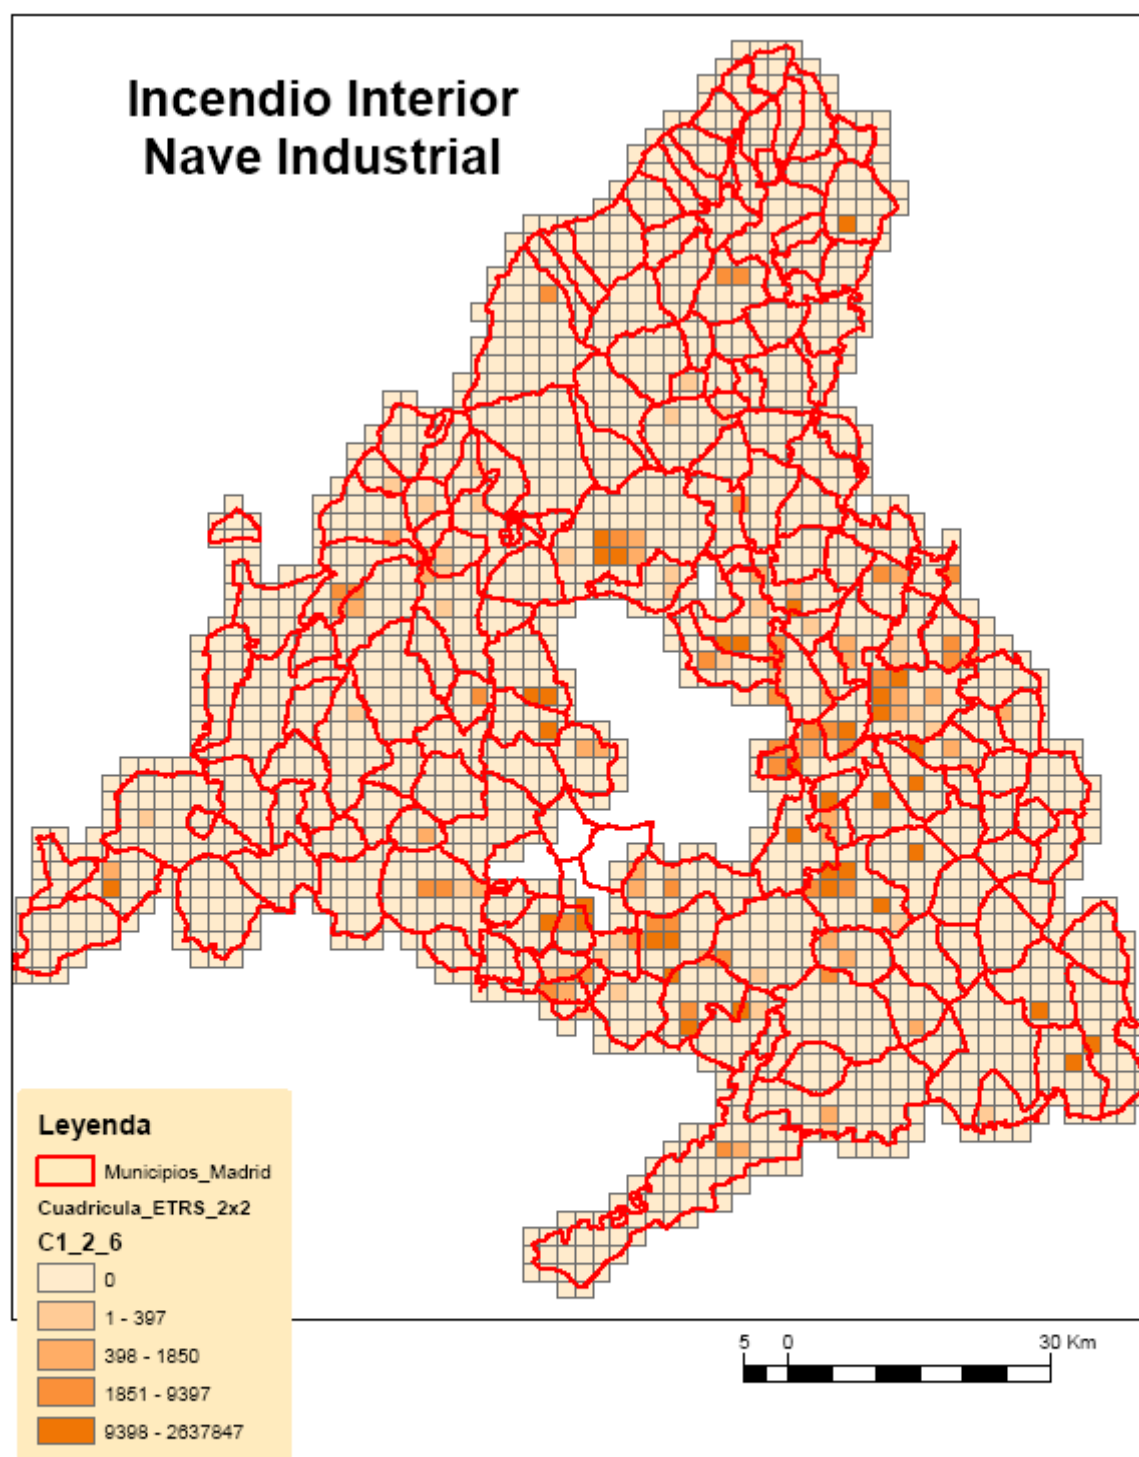 Incendio Interior
Nave Industrial
Leyenda
Municipios_Madrid
Cuadricula_ETRS_2x2
C1_2_6
0
1 - 397
398 - 1850
1851 - 9397
9398 - 2637847
5 0 30 Km